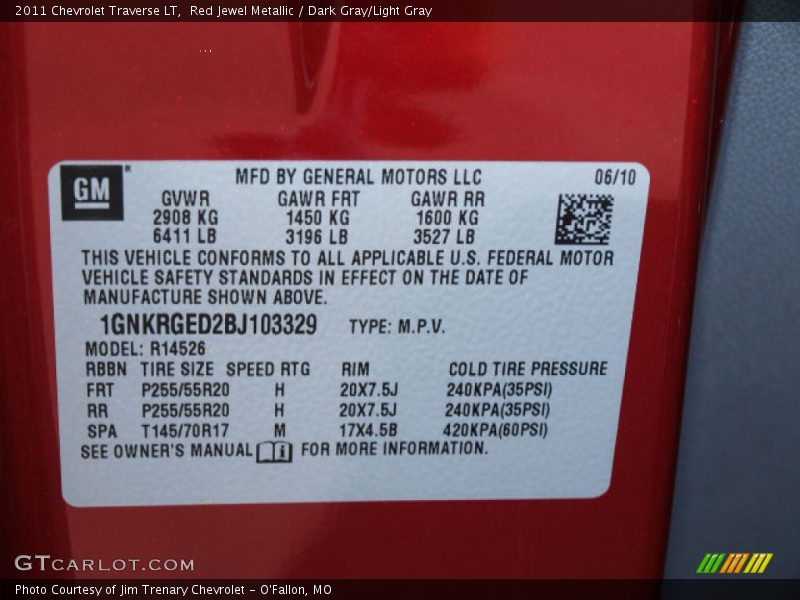 2011 Chevrolet Traverse LT,  Red Jewel Metallic / Dark Gray/Light Gray
GM MFD BY GENERAL MOTORS LLC 06/10
GVWR GAWR FRT GAWR RR
2908 KG 1450 KG 1600 KG
6411 LB 3196 LB 3527 LB
THIS VEHICLE CONFORMS TO ALL APPLICABLE U.S. FEDERAL MOTOR
VEHICLE SAFETY STANDARDS IN EFFECT ON THE DATE OF
MANUFACTURE SHOWN ABOVE.
1GNKRGED2BJ103329 TYPE: M.P.V.
MODEL: R14526
RBBN TIRE SIZE SPEED RTG RIM COLD TIRE PRESSURE
FRT P255/55R20 H 20X7.5J 240KPA(35PSI)
RR P255/55R20 H 20X7.5J 240KPA(35PSI)
SPA T145/70R17 M 17X4.5B 420KPA(60PSI)
SEE OWNER'S MANUAL i FOR MORE INFORMATION.
GTCARLOT.COM
Photo Courtesy of Jim Trenary Chevrolet - O'Fallon, MO